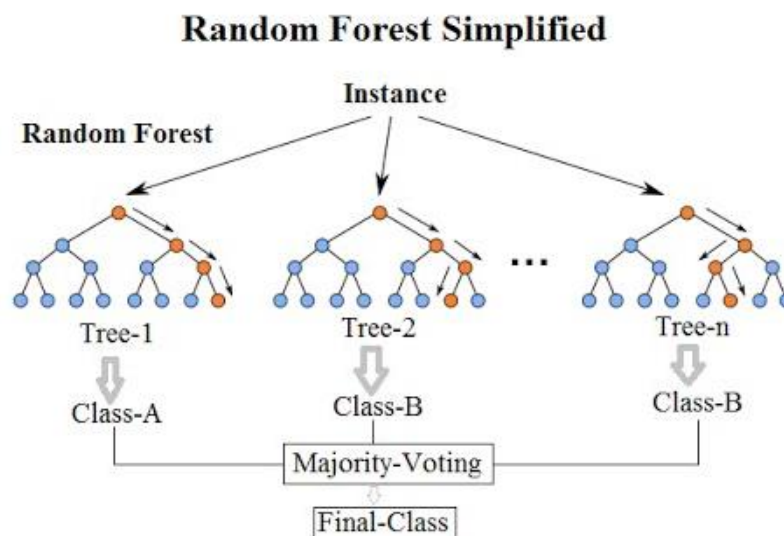 Random Forest Simplified
Instance
Random Forest
...
Tree-1
Tree-2
Tree-n
Class-A
Class-B
Class-B
Majority-Voting
Final-Class